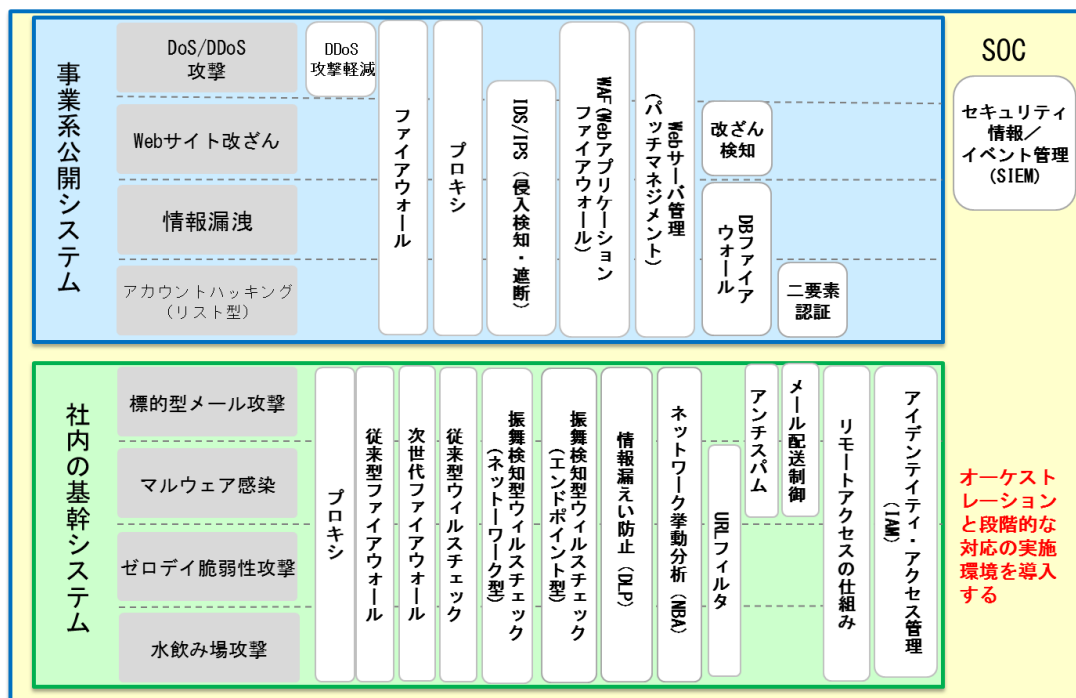 事業系公開システム
DoS/DDoS
攻撃
Webサイト改ざん
情報漏洩
アカウントハッキング
(リスト型)
DDoS
攻撃軽減
ファイアウォール
プロキシ
IDS/IPS（侵入検知・遮断）
WAF(Webアプリケーション
ファイアウォール）
Webサーバ管理
（パッチマネジメント）
改ざん
検知
DBファイア
ウォール
二要素
認証
SOC
セキュリティ
情報／
イベント管理
(SIEM)
社内の基幹システム
標的型メール攻撃
マルウェア感染
ゼロデイ脆弱性攻撃
水飲み場攻撃
プロキシ
従来型ファイアウォール
次世代ファイアウォール
従来型ウィルスチェック
振舞検知型ウィルスチェック
(ネットーワーク型)
振舞検知型ウィルスチェック
(エンドポイント型)
情報漏えい防止（DLP）
ネットワーク挙動分析（NBA）
URLフィルタ
アンチスパム
メール配送制御
リモートアクセスの仕組み
アイデンティティ・アクセス管理
（IAM）
オーケスト
レーション
と段階的な
対応の実施
環境を導入
する